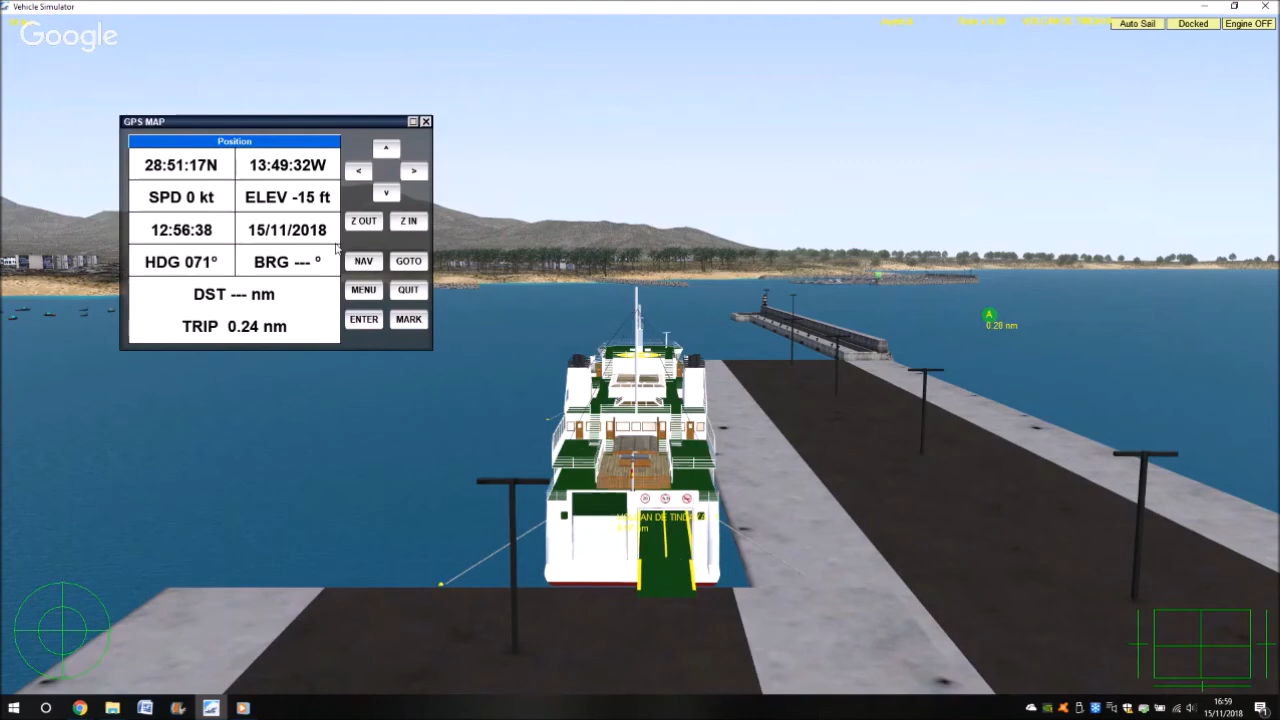 Vehicle Simulator
Google
Auto Sail
Docked
Engine OFF
GPS MAP
Position
28:51:17N 13:49:32W
SPD 0 kt ELEV -15 ft
12:56:38 15/11/2018
HDG 071° BRG --- °
DST --- nm
TRIP 0.24 nm
^
< >
v
Z OUT Z IN
NAV GOTO
MENU QUIT
ENTER MARK
A
0.28 nm
DE TINDA
16:59
15/11/2018